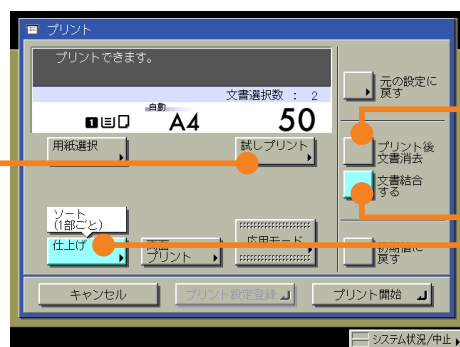 プリント
プリントできます。
文書選択数 : 2
自動
1 A4 50
用紙選択
試しプリント
元の設定に
戻す
プリント後
文書消去
文書結合
する
ソート
(1部ごと)
仕上げ
両面
プリント
応用モード
初期値に
戻す
キャンセル
プリント設定登録
プリント開始
システム状況/中止